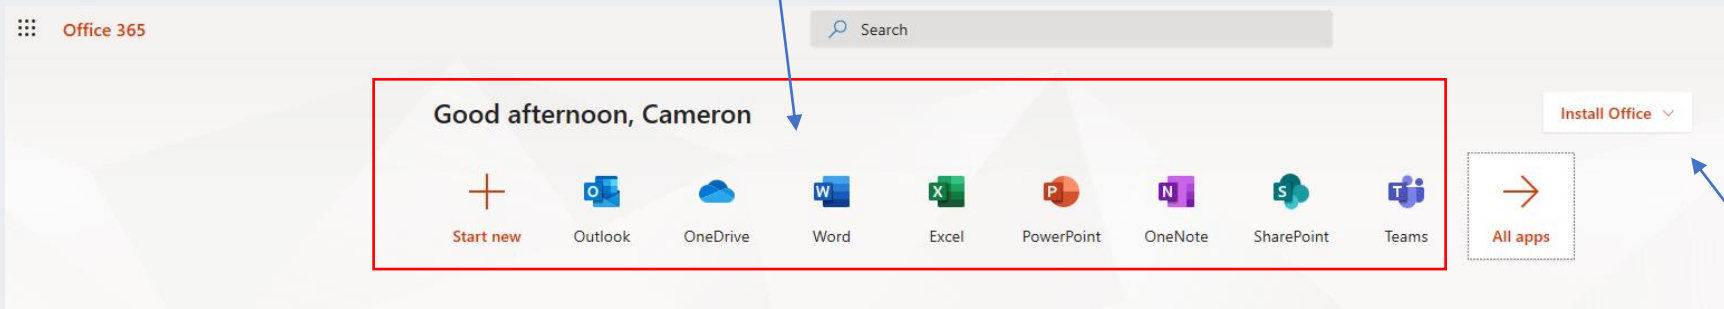 Office 365
Search
Good afternoon, Cameron
Install Office
Start new
Outlook
OneDrive
Word
Excel
PowerPoint
OneNote
SharePoint
Teams
All apps